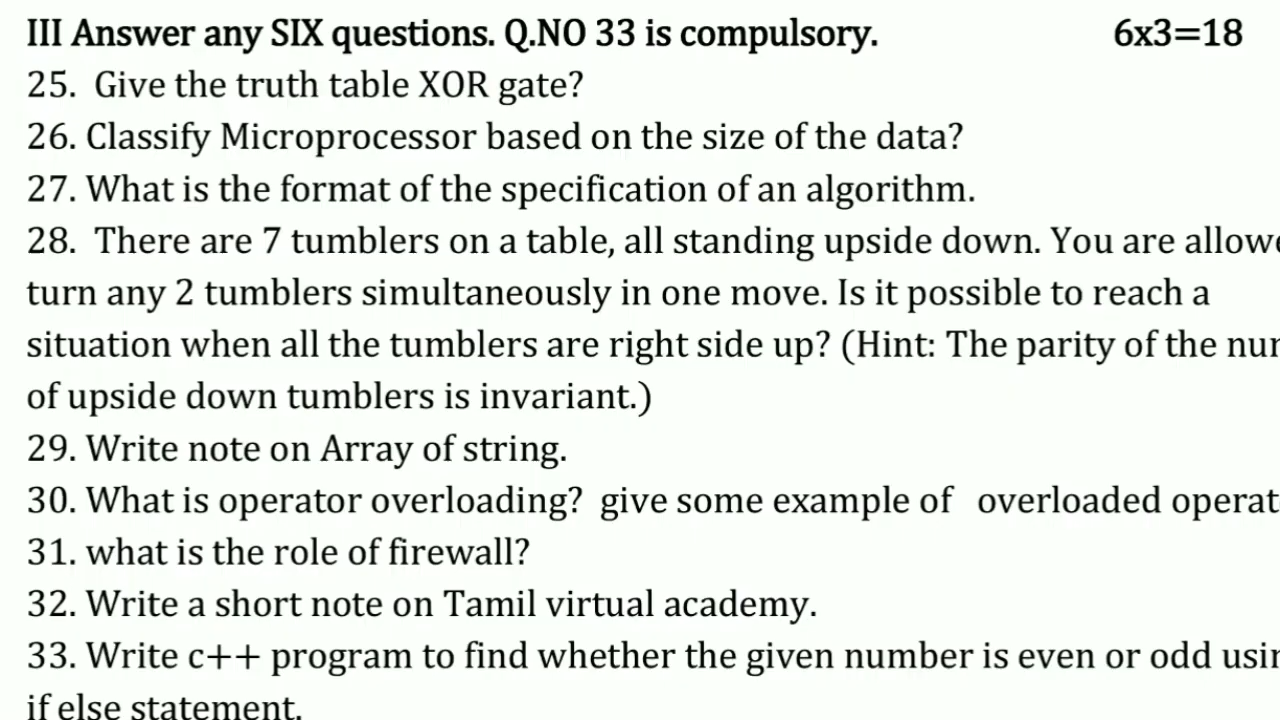 III Answer any SIX questions. Q.NO 33 is compulsory. 6x3=18
25. Give the truth table XOR gate?
26. Classify Microprocessor based on the size of the data?
27. What is the format of the specification of an algorithm.
28. There are 7 tumblers on a table, all standing upside down. You are
turn any 2 tumblers simultaneously in one move. Is it possible to reach a
situation when all the tumblers are right side up? (Hint: The parity of the
of upside down tumblers is invariant.)
29. Write note on Array of string.
30. What is operator overloading? give some example of overloaded
31. what is the role of firewall?
32. Write a short note on Tamil virtual academy.
33. Write c++ program to find whether the given number is even or odd
if else statement.